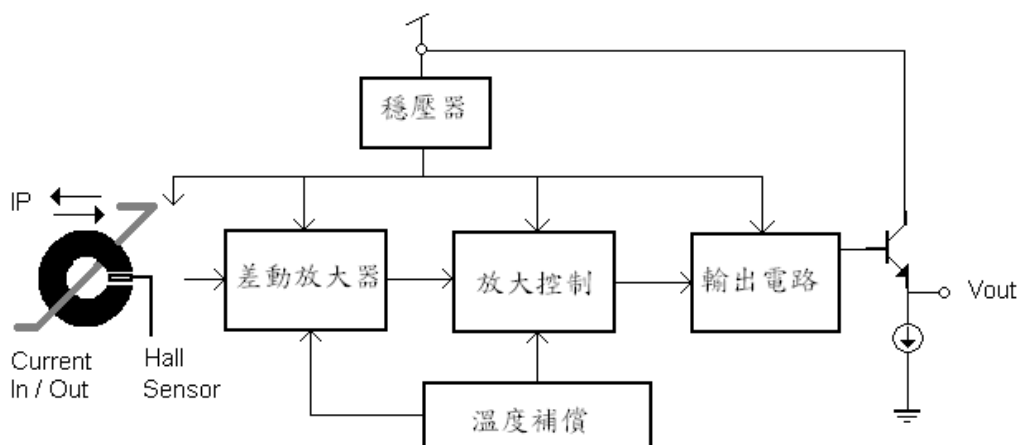 穩壓器
IP
差動放大器
放大控制
輸出電路
Vout
Current
In / Out
Hall
Sensor
溫度補償